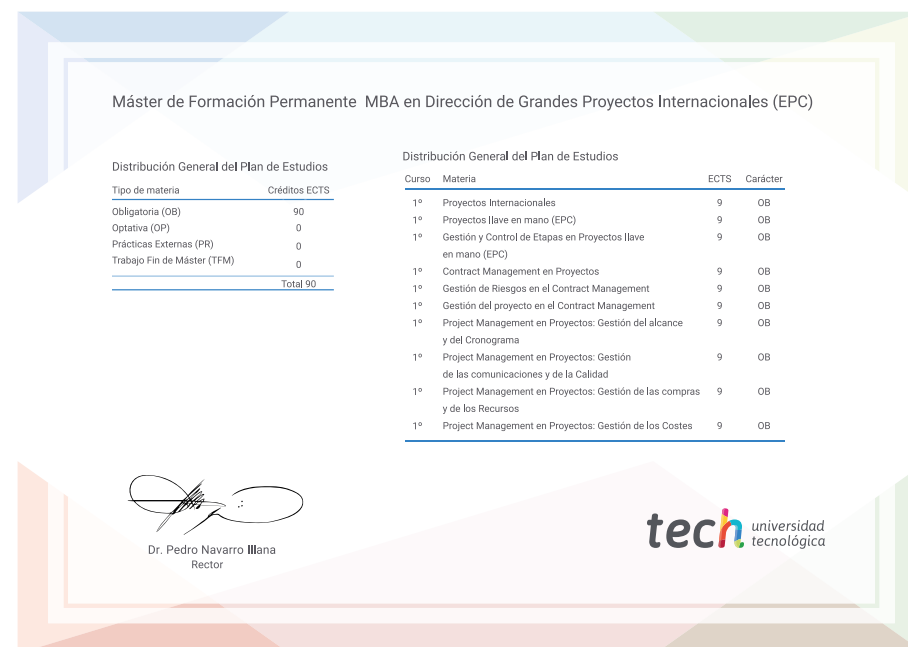 Máster de Formación Permanente MBA en Dirección de Grandes Proyectos Internacionales (EPC)
Distribución General del Plan de Estudios
Tipo de materia Créditos ECTS
Obligatoria (OB) 90
Optativa (OP) 0
Prácticas Externas (PR) 0
Trabajo Fin de Máster (TFM) 0
Total 90
Distribución General del Plan de Estudios
Curso Materia ECTS Carácter
1º Proyectos Internacionales 9 OB
1º Proyectos llave en mano (EPC) 9 OB
1º Gestión y Control de Etapas en Proyectos llave 9 OB
en mano (EPC)
1º Contract Management en Proyectos 9 OB
1º Gestión de Riesgos en el Contract Management 9 OB
1º Gestión del proyecto en el Contract Management 9 OB
1º Project Management en Proyectos: Gestión del alcance 9 OB
y del Cronograma
1º Project Management en Proyectos: Gestión 9 OB
de las comunicaciones y de la Calidad
1º Project Management en Proyectos: Gestión de las compras 9 OB
y de los Recursos
1º Project Management en Proyectos: Gestión de los Costes 9 OB
Dr. Pedro Navarro Illana
Rector
tech universidad
tecnológica